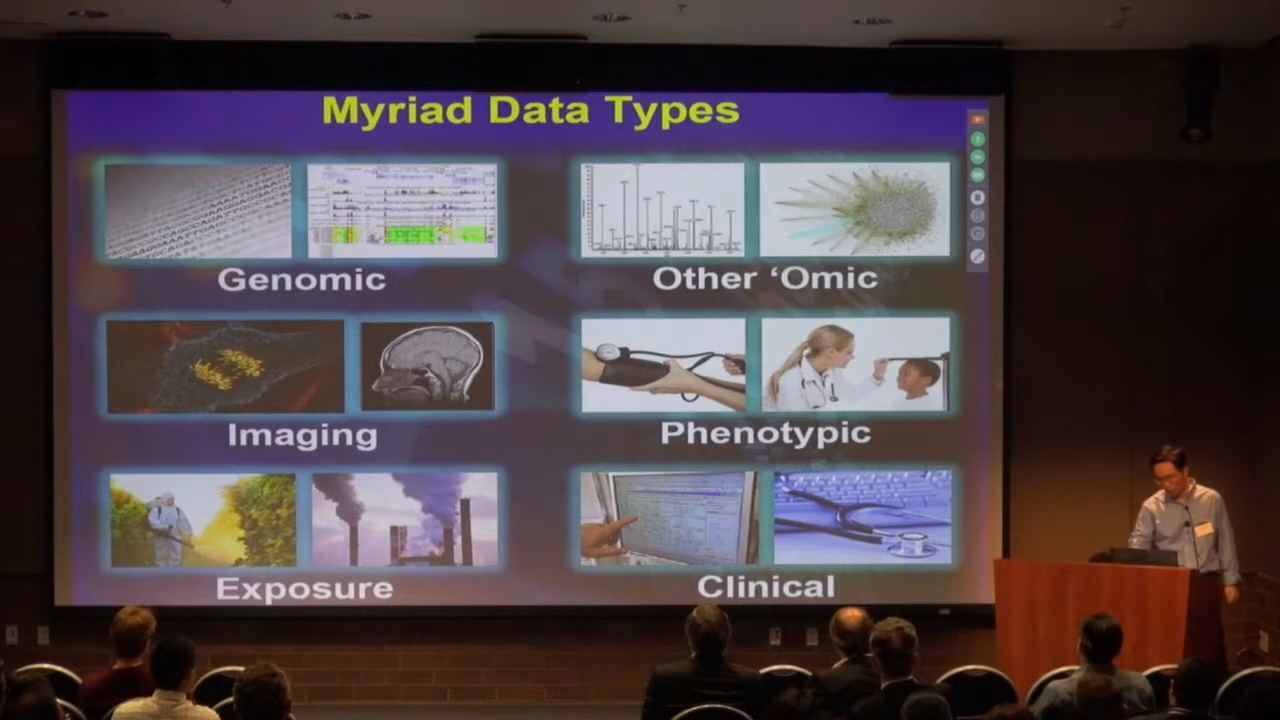 Myriad Data Types
Genomic
Other ‘Omic
Imaging
Phenotypic
Exposure
Clinical